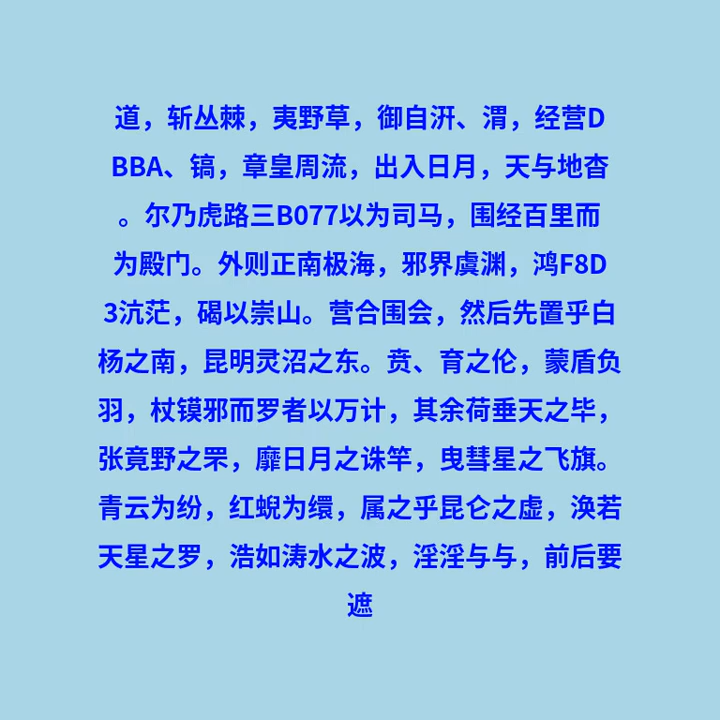 道，斩丛棘，夷野草，御自汧、渭，经营D
BBA、镐，章皇周流，出入日月，天与地杳
。尔乃虎路三B077以为司马，围经百里而
为殿门。外则正南极海，邪界虞渊，鸿F8D
3沆茫，碣以崇山。营合围会，然后先置乎白
杨之南，昆明灵沼之东。贲、育之伦，蒙盾负
羽，杖镆邪而罗者以万计，其余荷垂天之毕，
张竟野之罘，靡日月之诛竿，曳彗星之飞旗。
青云为纷，红蜺为缳，属之乎昆仑之虚，涣若
天星之罗，浩如涛水之波，淫淫与与，前后要
遮